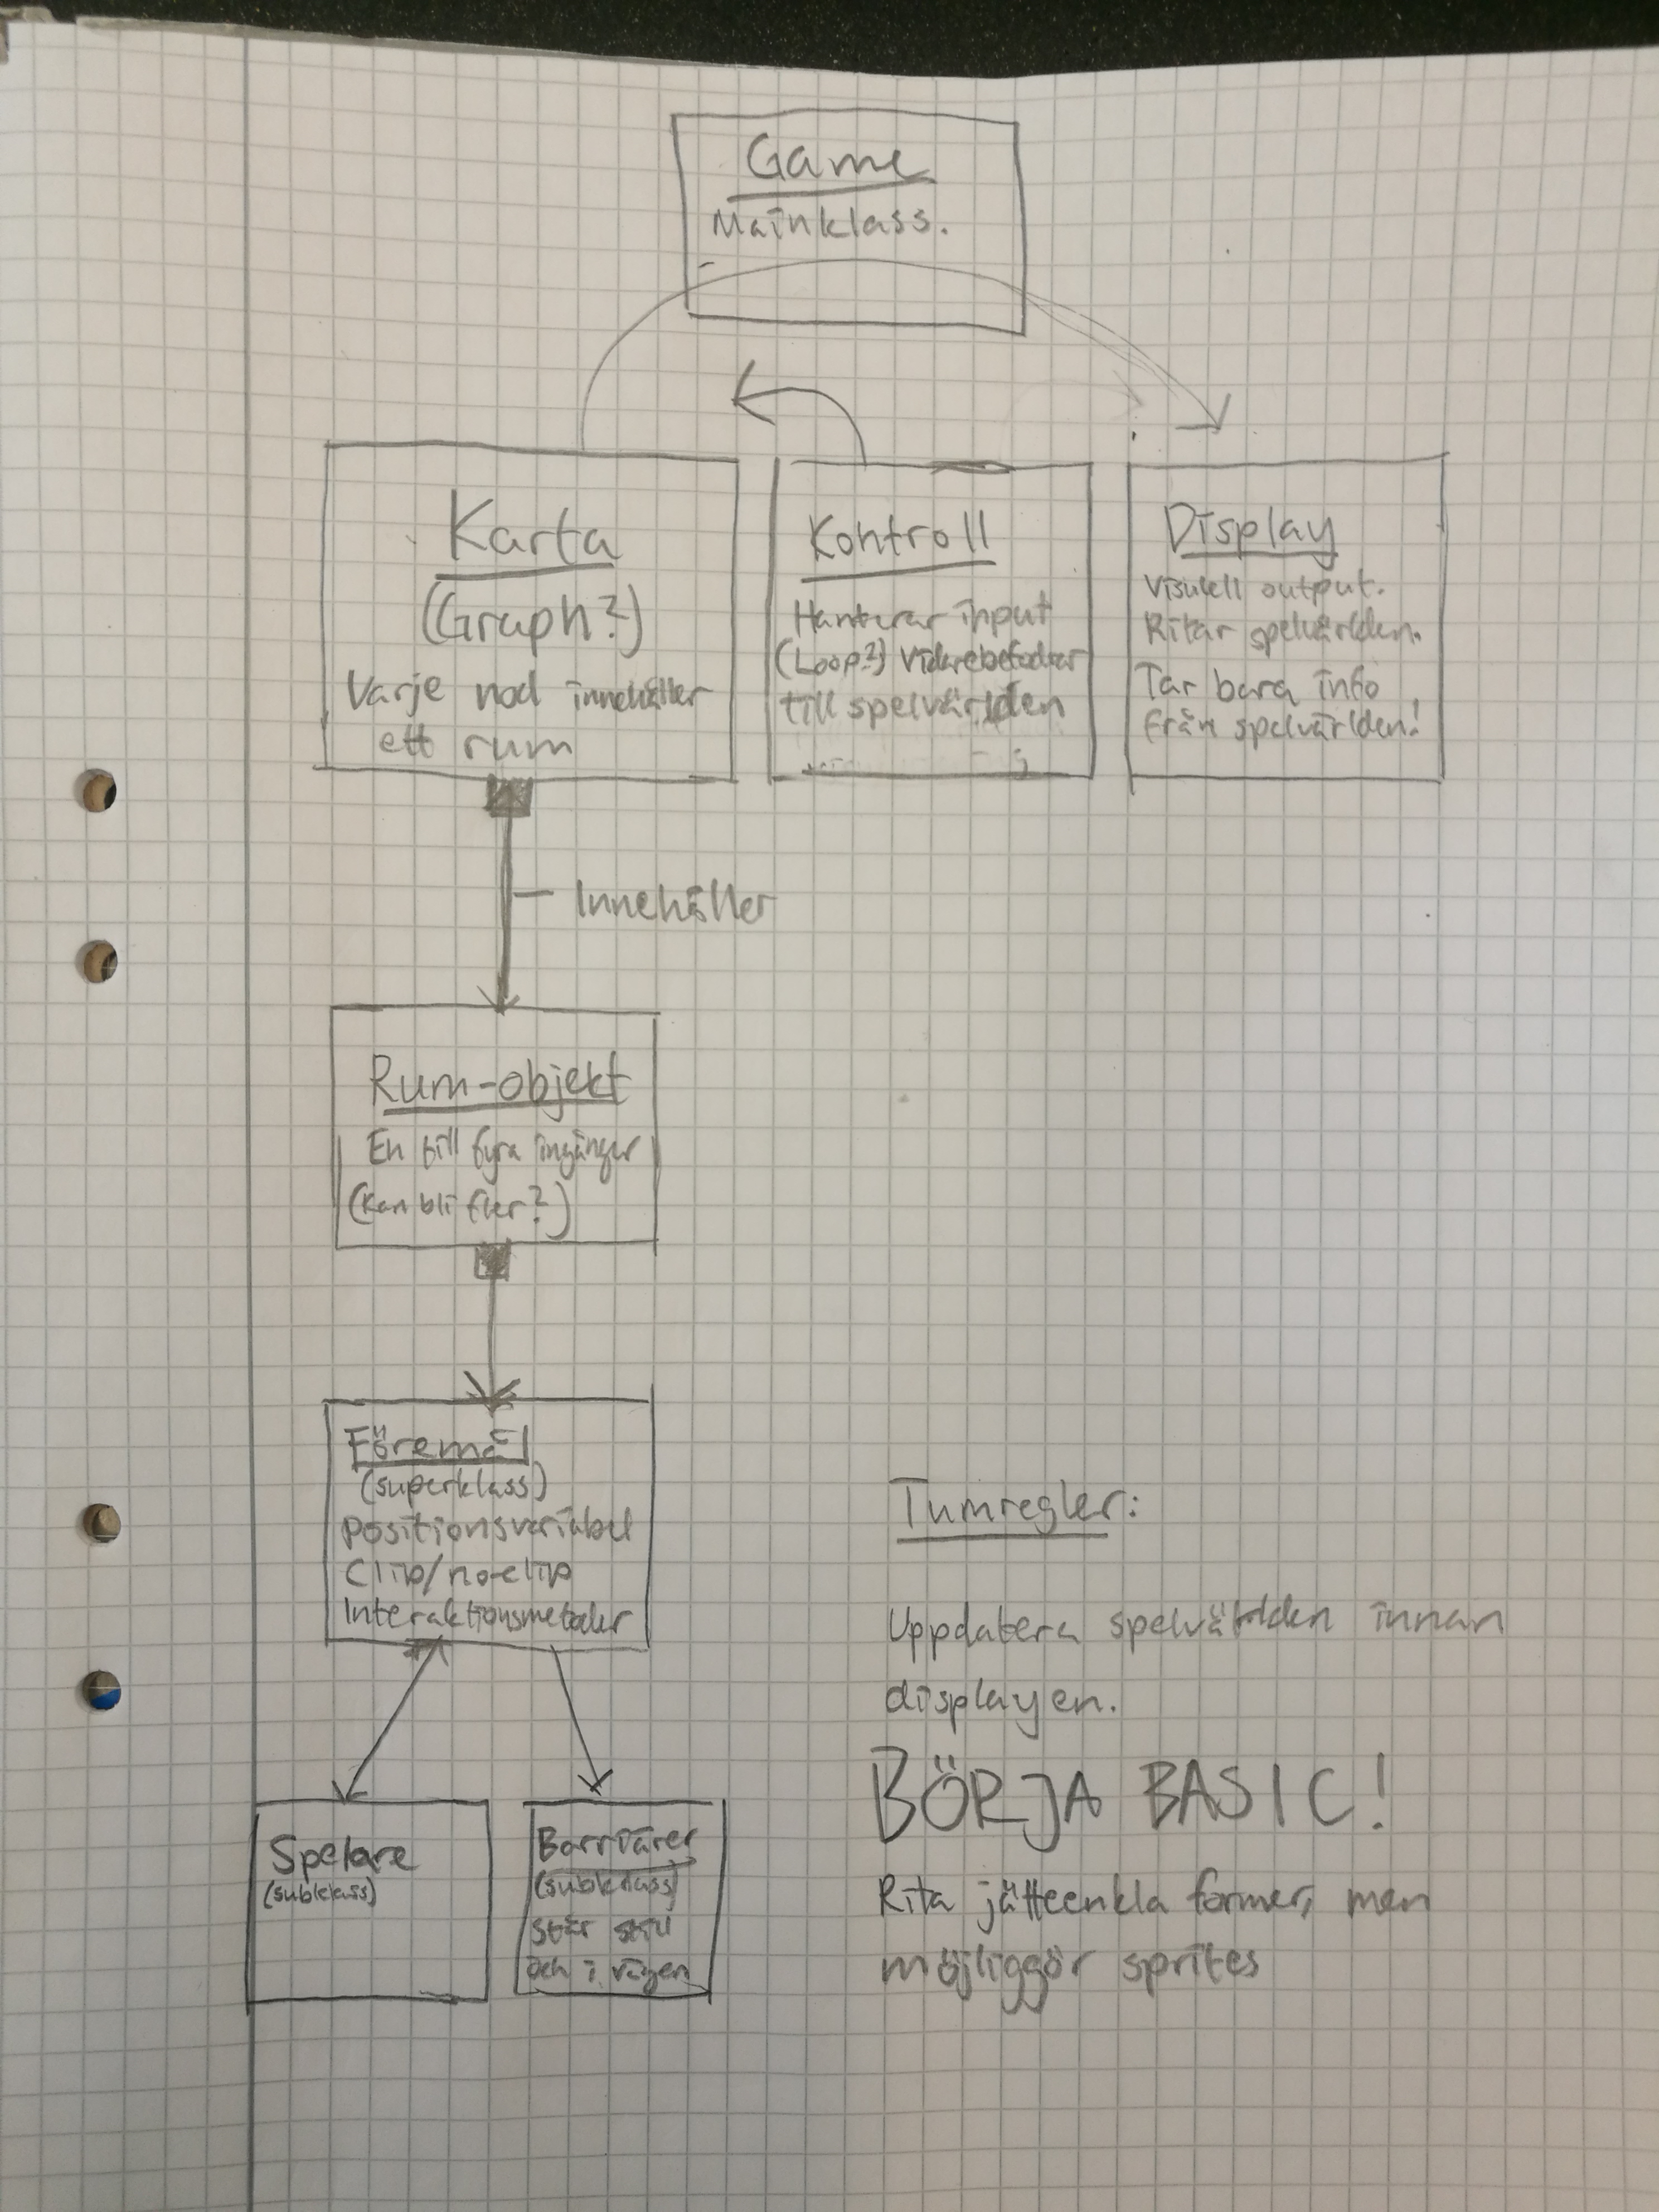 Game
Mainklass.
Karta
(Graph?)
Varje nod innehåller
ett rum
Kontroll
Hanterar input
(Loop?) Vidarebefodrar
till spelvärlden
Display
Visuell output.
Ritar spelvärlden.
Tar bara info
från spelvärlden!
Innehåller
Rum-objekt
En till fyra ingångar
(Kan bli fler?)
Föremål
(superklass)
Positionsvariabel
Clip/no-clip
Interaktionsmetoder
Spelare
(subklass)
Barriärer
(subklass)
Står still
och i vägen
Tumregler:
Uppdatera spelvärlden innan
displayen.
BÖRJA BASIC!
Rita jätteenkla former, men
möjliggör sprites